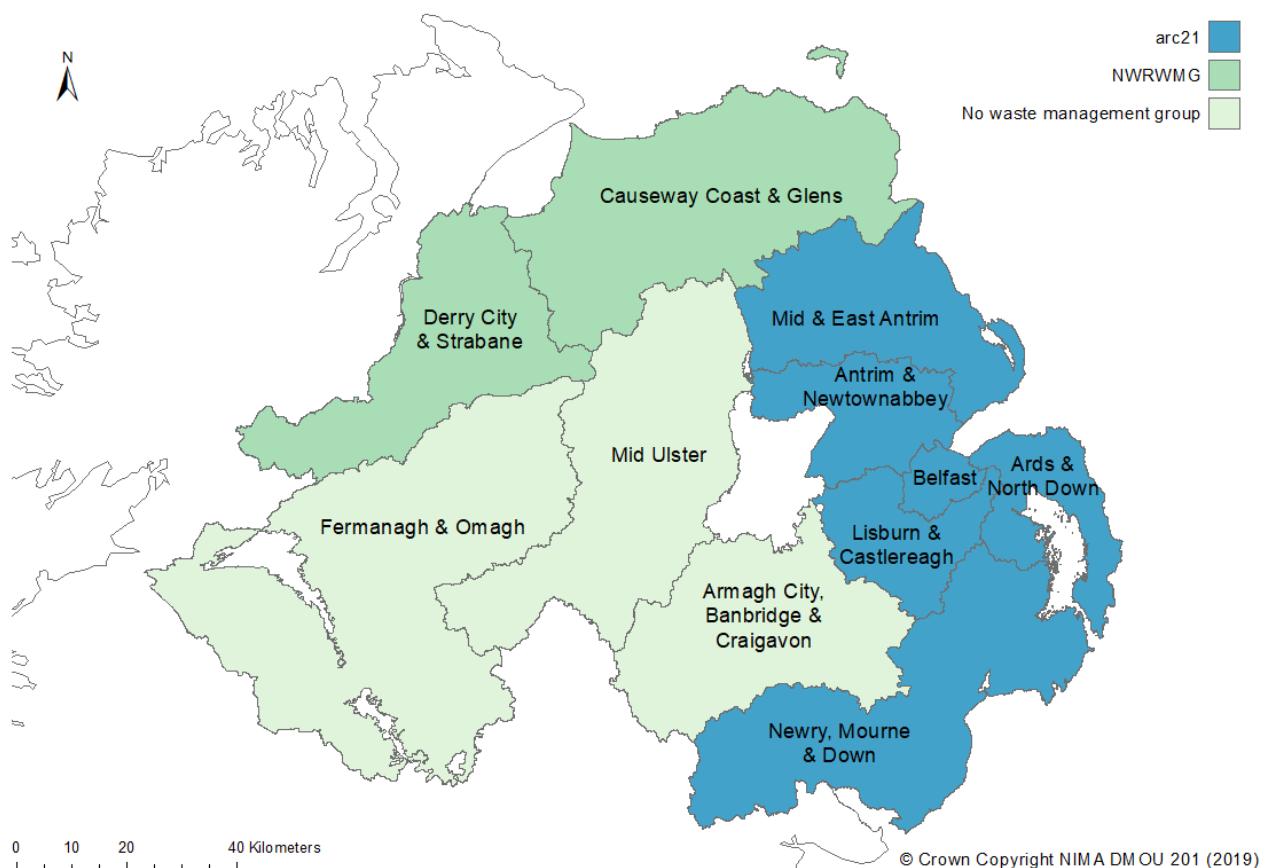 N
arc21
NWRWMG
No waste management group
Causeway Coast & Glens
Derry City
& Strabane
Mid & East Antrim
Antrim &
Newtownabbey
Mid Ulster
Belfast
Ards &
North Down
Fermanagh & Omagh
Lisburn &
Castlereagh
Armagh City,
Banbridge &
Craigavon
Newry, Mourne
& Down
0 10 20 40 Kilometers
© Crown Copyright NIMA DMOU 201 (2019)